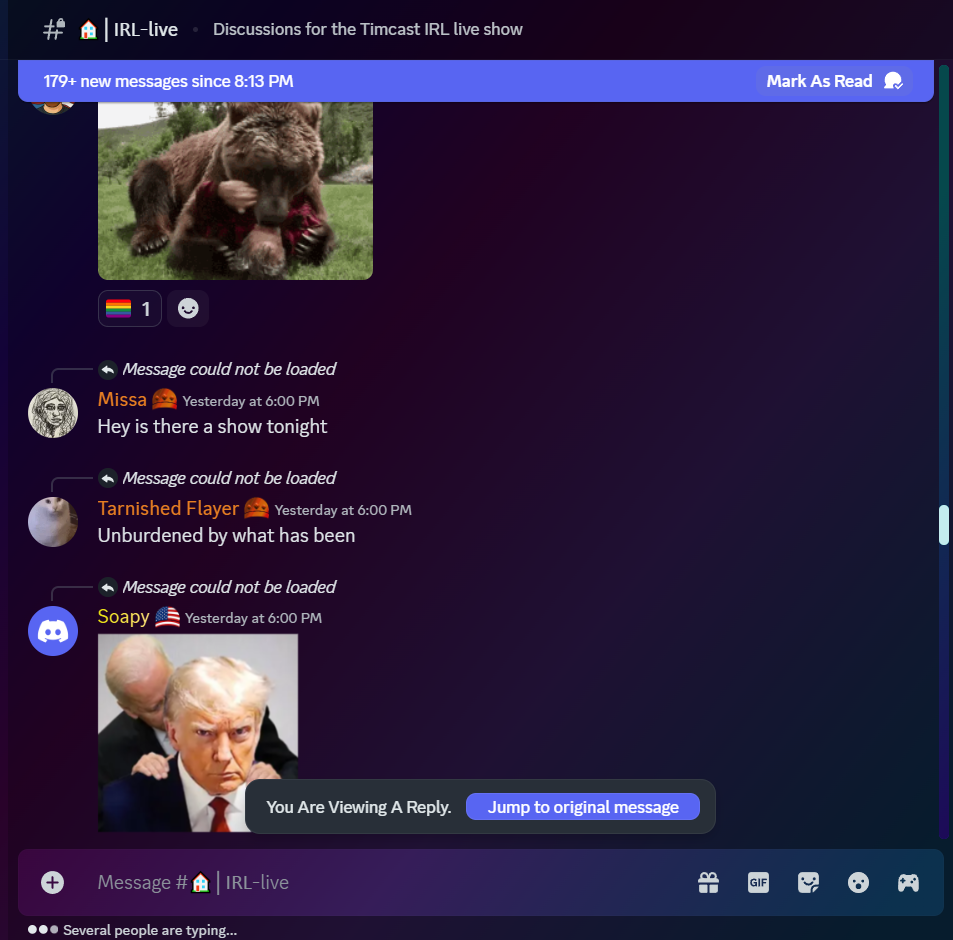 IRL-live • Discussions for the Timcast IRL live show
179+ new messages since 8:13 PM Mark As Read
1
Message could not be loaded
Missa Yesterday at 6:00 PM
Hey is there a show tonight
Message could not be loaded
Tarnished Flayer Yesterday at 6:00 PM
Unburdened by what has been
Message could not be loaded
Soapy Yesterday at 6:00 PM
You Are Viewing A Reply. Jump to original message
Message #🏠 | IRL-live GIF
Several people are typing...